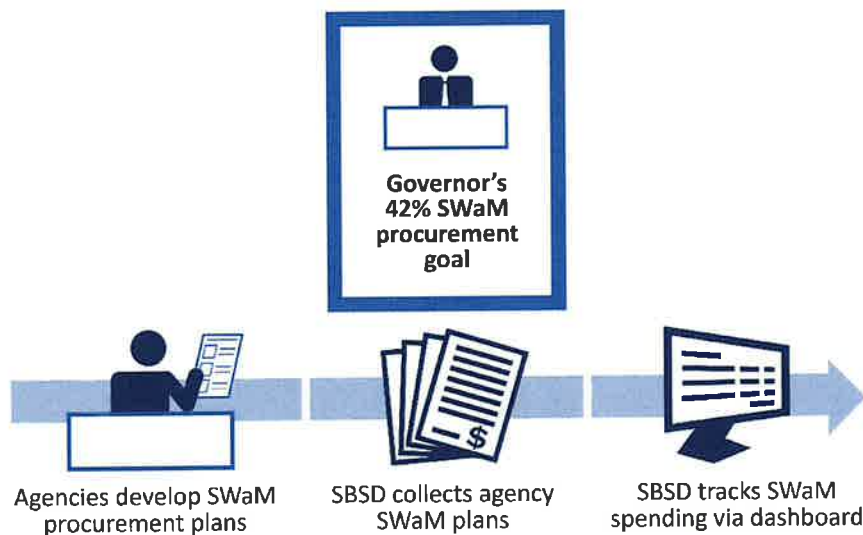 Governor's
42% SWaM
procurement
goal
$
Agencies develop SWaM
procurement plans
SBSD collects agency
SWaM plans
SBSD tracks SWaM
spending via dashboard